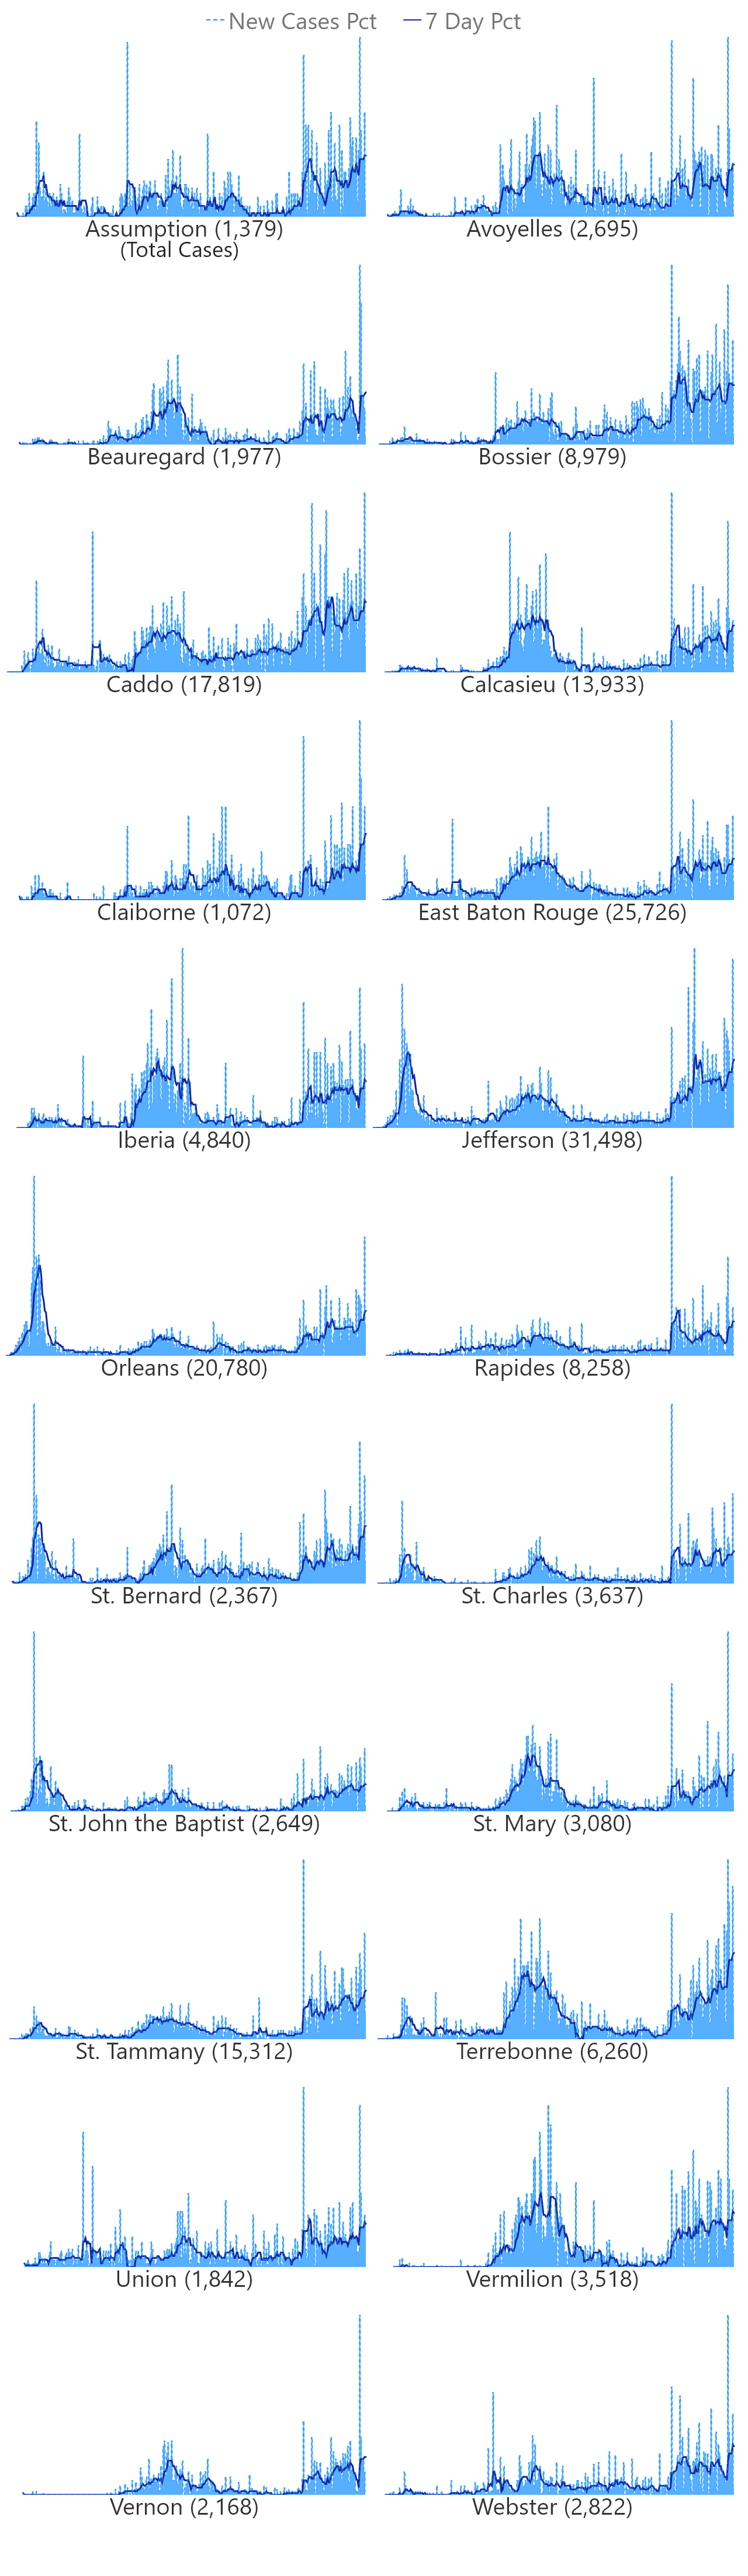 New Cases Pct 7 Day Pct
Assumption (1,379) Avoyelles (2,695)
(Total Cases)
Beauregard (1,977) Bossier (8,979)
Caddo (17,819) Calcasieu (13,933)
Claiborne (1,072) East Baton Rouge (25,726)
Iberia (4,840) Jefferson (31,498)
Orleans (20,780) Rapides (8,258)
St. Bernard (2,367) St. Charles (3,637)
St. John the Baptist (2,649) St. Mary (3,080)
St. Tammany (15,312) Terrebonne (6,260)
Union (1,842) Vermilion (3,518)
Vernon (2,168) Webster (2,822)